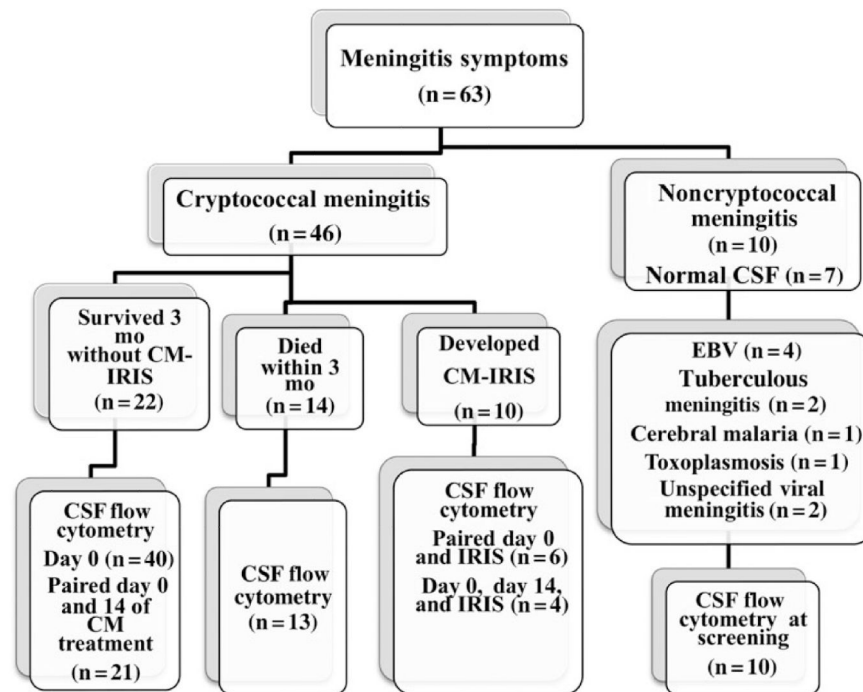 Meningitis symptoms
(n = 63)
Cryptococcal meningitis
(n = 46)
Noncryptococcal
meningitis
(n = 10)
Normal CSF (n = 7)
Survived 3
mo
without CM-
IRIS
(n = 22)
Died
within 3 mo
(n = 14)
Developed
CM-IRIS
(n = 10)
EBV (n = 4)
Tuberculous
meningitis (n = 2)
Cerebral malaria (n = 1)
Toxoplasmosis (n = 1)
Unspecified viral
meningitis (n = 2)
CSF flow
cytometry
Day 0 (n = 40)
Paired day 0
and 14 of
CM
treatment
(n = 21)
CSF flow
cytometry
(n = 13)
CSF flow
cytometry
Paired day 0
and IRIS (n = 6)
Day 0, day 14,
and IRIS (n = 4)
CSF flow
cytometry at
screening
(n = 10)